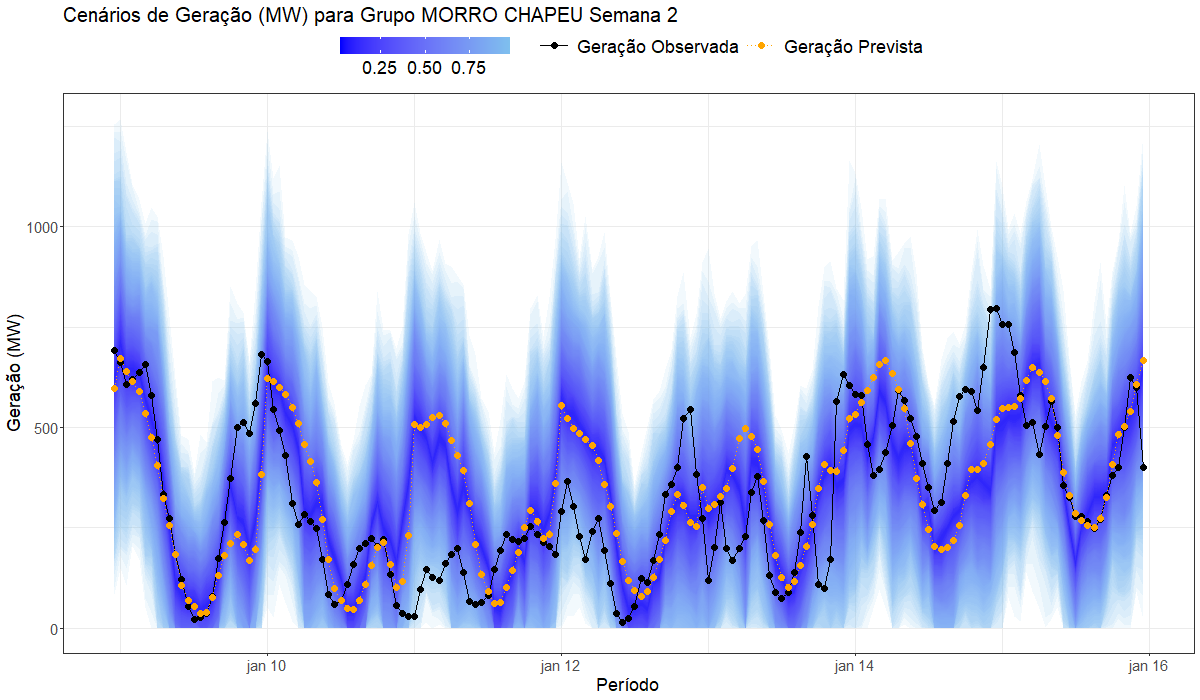 Cenários de Geração (MW) para Grupo MORRO CHAPEU Semana 2
0.25 0.50 0.75
Geração Observada
Geração Prevista
Geração (MW)
1000
500
0
jan 10
jan 12
jan 14
jan 16
Período